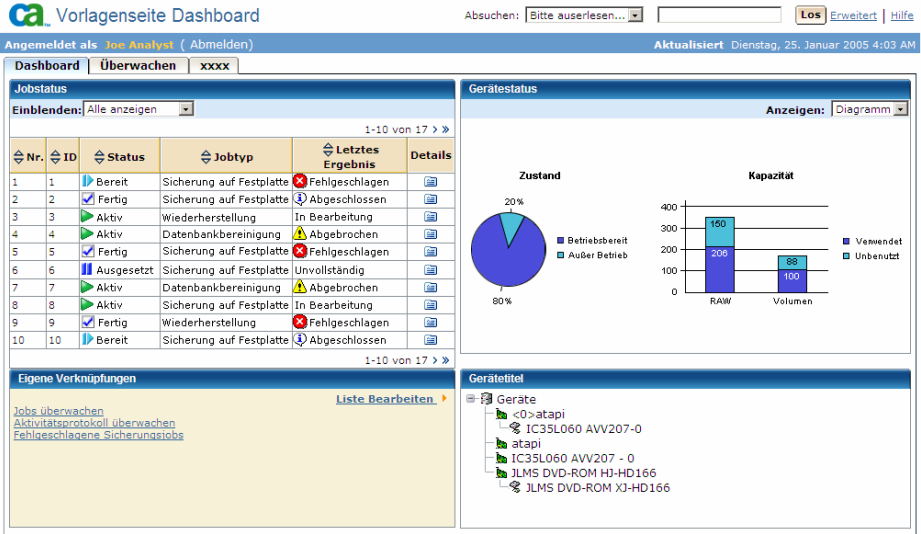 ca Vorlagenseite Dashboard
Absuchen: Bitte auserlesen... Los Erweitert | Hilfe
Angemeldet als Joe Analyst ( Abmelden)
Aktualisiert Dienstag, 25. Januar 2005 4:03 AM
Dashboard Überwachen xxxx
Jobstatus
Einblenden: Alle anzeigen
1-10 von 17 > »
Nr. ID Status Jobtyp Letztes Ergebnis Details
1 1 Bereit Sicherung auf Festplatte Fehlgeschlagen
2 2 Fertig Sicherung auf Festplatte Abgeschlossen
3 3 Aktiv Wiederherstellung In Bearbeitung
4 4 Aktiv Datenbankbereinigung Abgebrochen
5 5 Fertig Sicherung auf Festplatte Fehlgeschlagen
6 6 Ausgesetzt Sicherung auf Festplatte Unvollständig
7 7 Aktiv Datenbankbereinigung Abgebrochen
8 8 Aktiv Sicherung auf Festplatte In Bearbeitung
9 9 Fertig Wiederherstellung Fehlgeschlagen
10 10 Bereit Sicherung auf Festplatte Abgeschlossen
1-10 von 17 > »
Gerätestatus
Anzeigen: Diagramm
Zustand
20%
80%
Betriebsbereit
Außer Betrieb
Kapazität
400
300
200
100
0
150
206
88
100
RAW Volumen
Verwendet
Unbenutzt
Eigene Verknüpfungen
Liste Bearbeiten
Jobs überwachen
Aktivitätsprotokoll überwachen
Fehlgeschlagene Sicherungsjobs
Gerätetitel
Geräte
<0>atapi
IC35L060 AVV207-0
atapi
IC35L060 AVV207 - 0
JLMS DVD-ROM HJ-HD166
JLMS DVD-ROM XJ-HD166